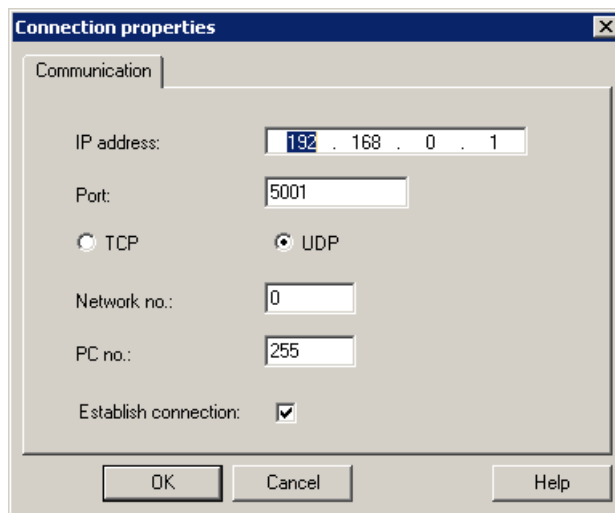 Connection properties
Communication
IP address: 192 . 168 . 0 . 1
Port: 5001
TCP UDP
Network no.: 0
PC no.: 255
Establish connection:
OK Cancel Help